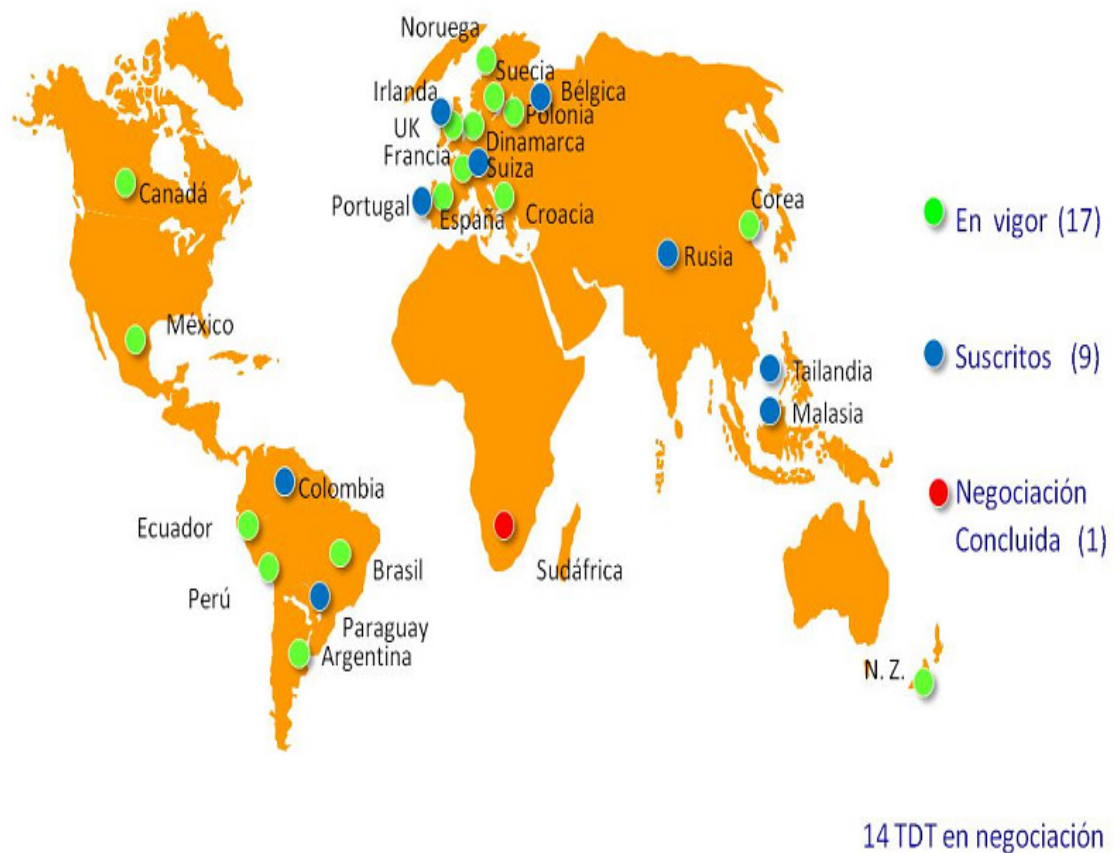 Noruega
Suecia
Irlanda
Bélgica
Polonia
UK
Dinamarca
Francia
Suiza
Canadá
Portugal
España
Croacia
Corea
En vigor (17)
Rusia
México
Tailandia
Suscritos (9)
Malasia
Colombia
Negociación
Concluida (1)
Ecuador
Brasil
Sudáfrica
Perú
Paraguay
Argentina
N. Z.
14 TDT en negociación